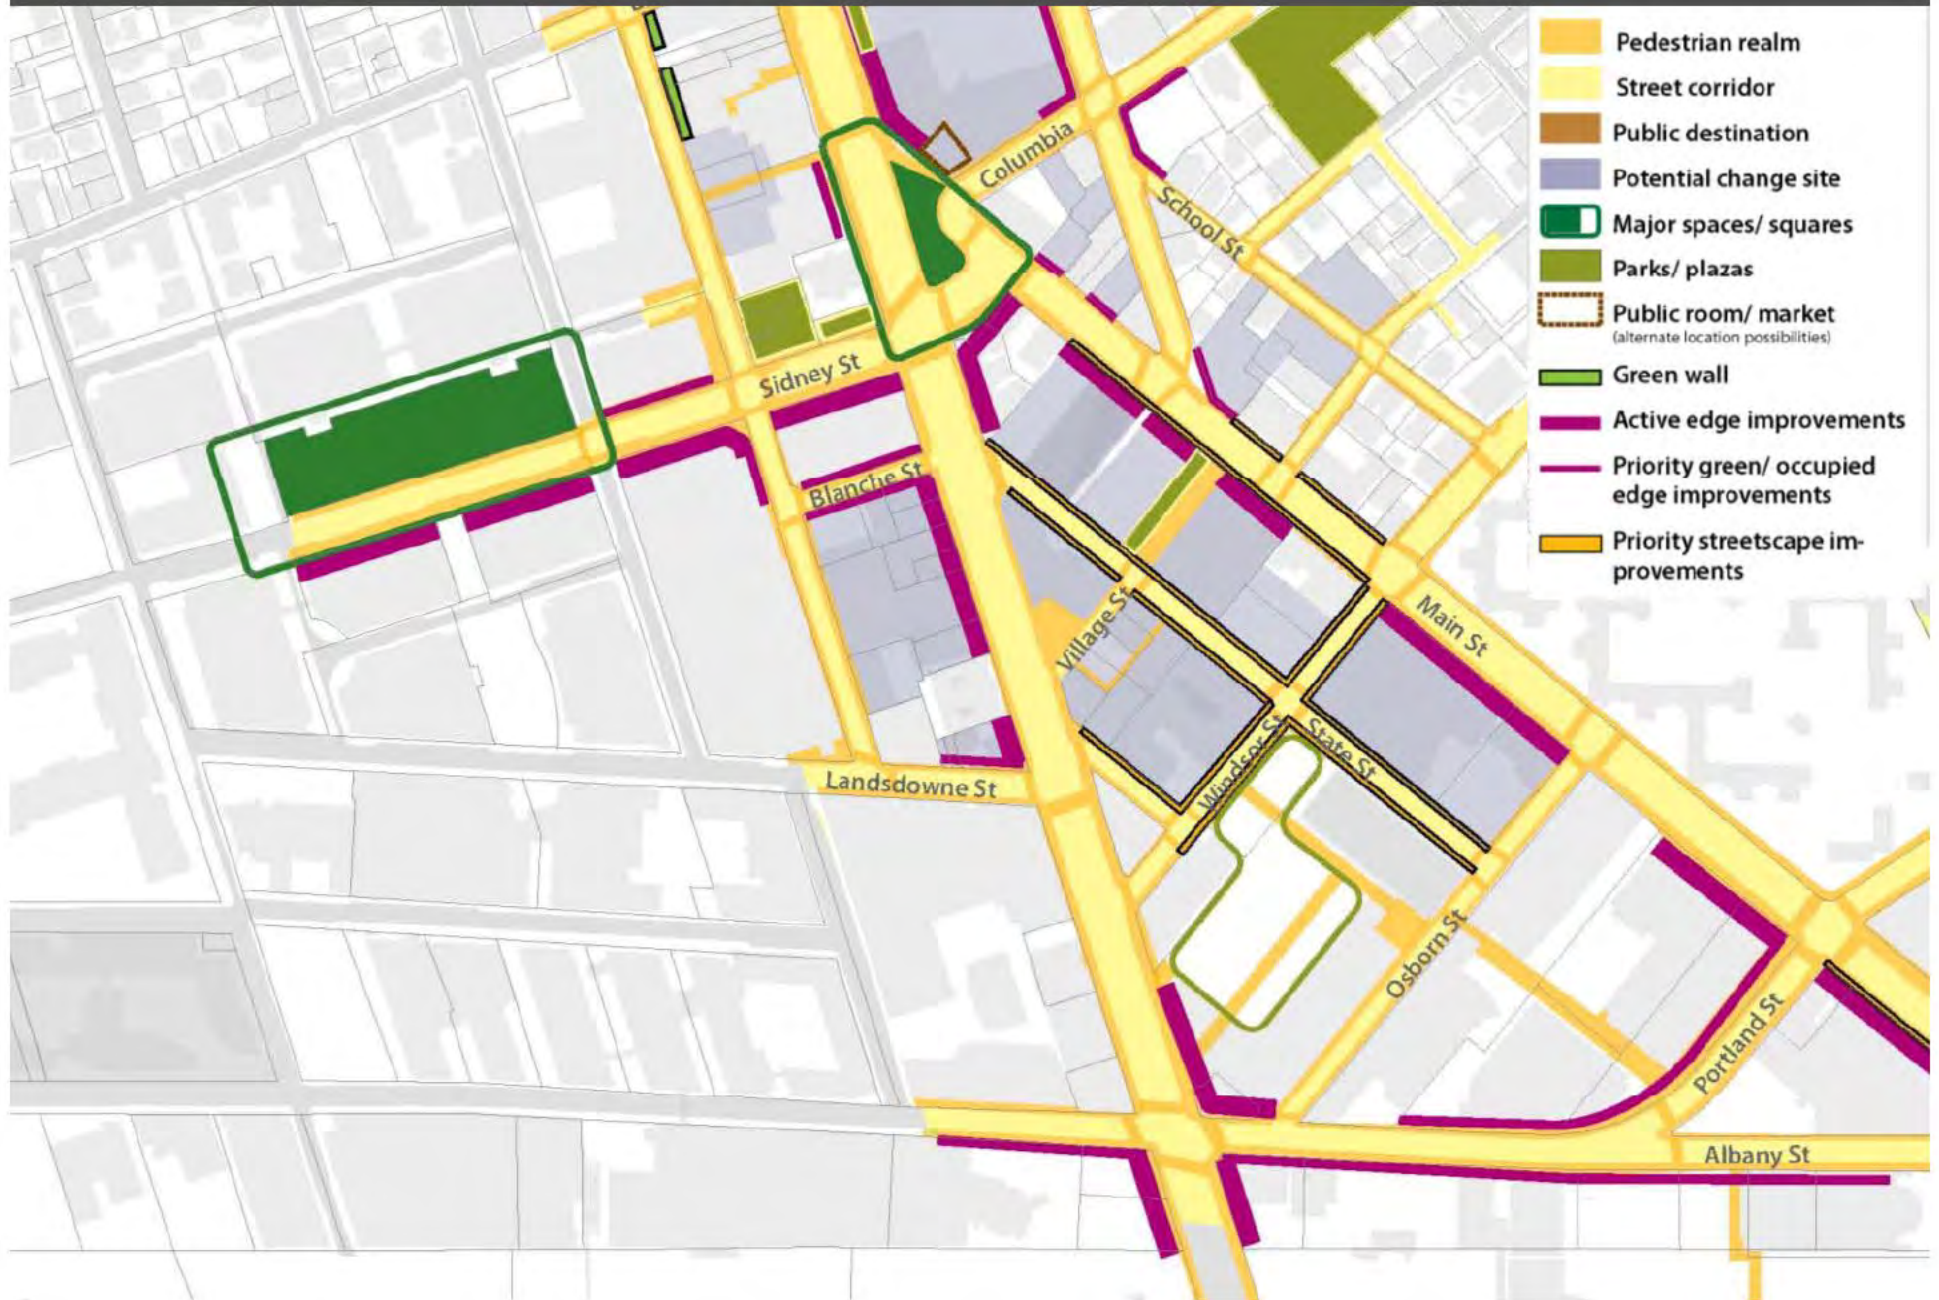 Pedestrian realm
Street corridor
Public destination
Potential change site
Major spaces/ squares
Parks/ plazas
Public room/ market
(alternate location possibilities)
Green wall
Active edge improvements
Priority green/ occupied
edge improvements
Priority streetscape im-
provements
Columbia
School St
Sidney St
Blanche St
Village St
Main St
Windsor St
State St
Landsdowne St
Osborn St
Portland St
Albany St